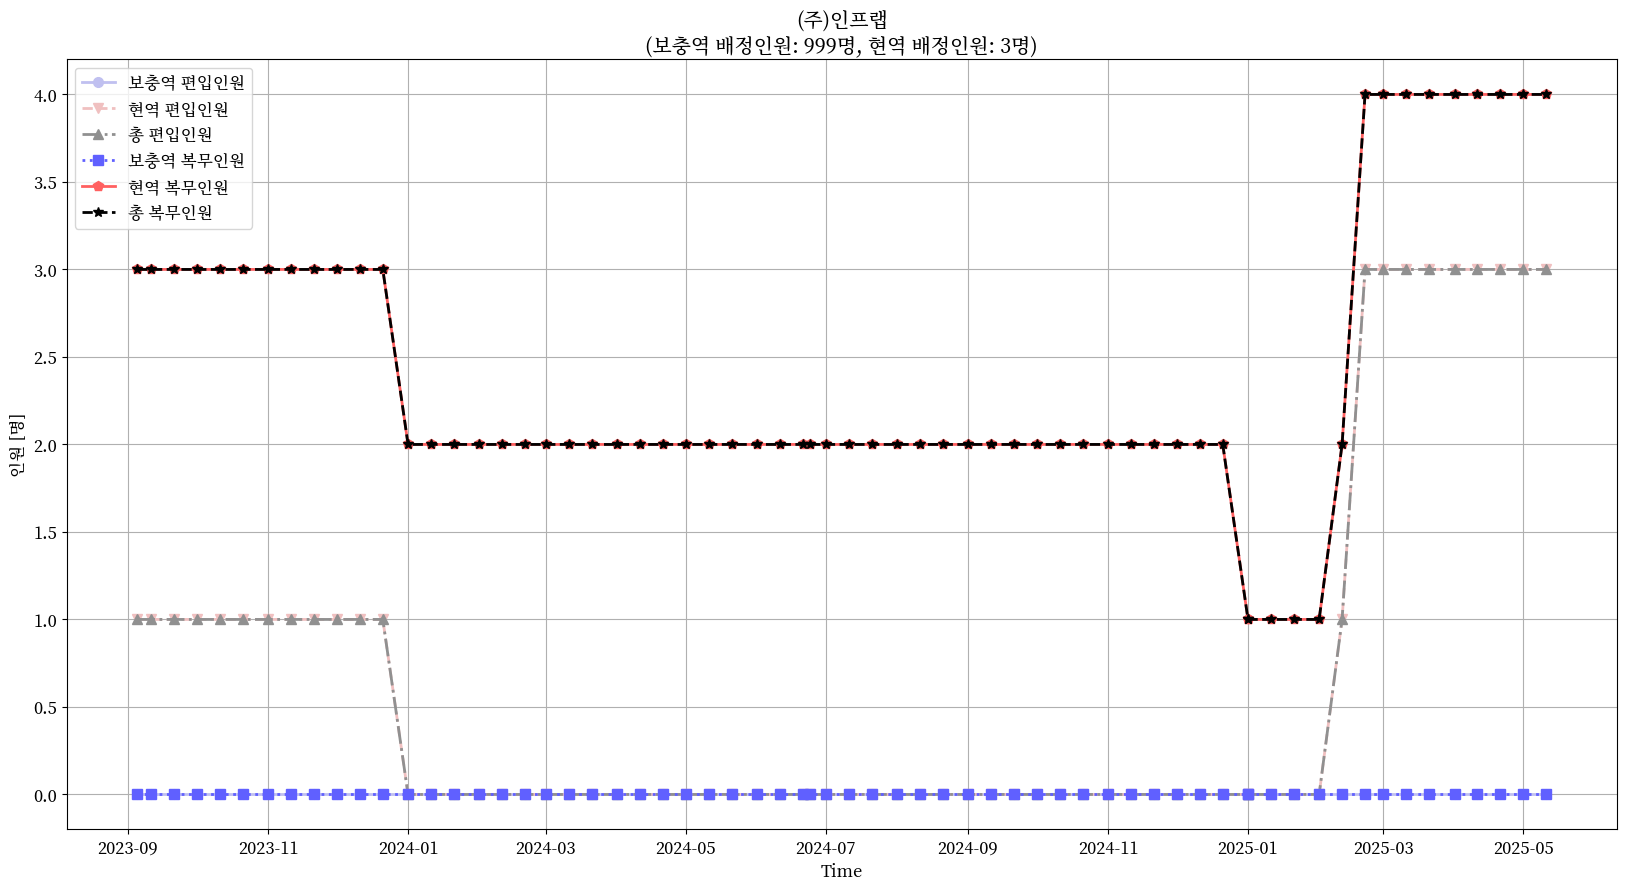 (주)인프랩
(보충역 배정인원: 999명, 현역 배정인원: 3명)
보충역 편입인원
현역 편입인원
총 편입인원
보충역 복무인원
현역 복무인원
총 복무인원
인원 [명]
4.0
3.5
3.0
2.5
2.0
1.5
1.0
0.5
0.0
2023-09
2023-11
2024-01
2024-03
2024-05
2024-07
2024-09
2024-11
2025-01
2025-03
2025-05
Time